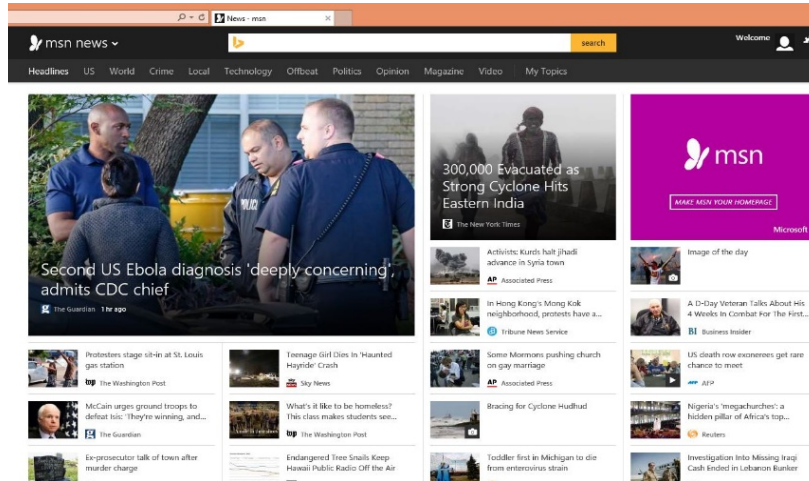 News - msn
msn news
search
Welcome
Headlines US World Crime Local Technology Offbeat Politics Opinion Magazine Video My Topics
POLICE
Second US Ebola diagnosis 'deeply concerning',
admits CDC chief
The Guardian 1 hr ago
300,000 Evacuated as
Strong Cyclone Hits
Eastern India
The New York Times
msn
MAKE MSN YOUR HOMEPAGE
Microsoft
Protesters stage sit-in at St. Louis
gas station
twp The Washington Post
Teenage Girl Dies In 'Haunted
Hayride' Crash
Sky News
Activists: Kurds halt jihadi
advance in Syria town
AP Associated Press
Image of the day
McCain urges ground troops to
defeat Isis: 'They're winning, and...
The Guardian
What's it like to be homeless?
This class makes students see...
twp The Washington Post
In Hong Kong's Mong Kok
neighborhood, protests have a...
Tribune News Service
A D-Day Veteran Talks About His
4 Weeks In Combat For The First...
BI Business Insider
Some Mormons pushing church
on gay marriage
AP Associated Press
US death row exonerees get rare
chance to meet
AFP AFP
Ex-prosecutor talk of town after
murder charge
Endangered Tree Snails Keep
Hawaii Public Radio Off the Air
Bracing for Cyclone Hudhud
Nigeria's 'megachurches': a
hidden pillar of Africa's top...
Reuters
Toddler first in Michigan to die
from enterovirus strain
Investigation Into Missing Iraqi
Cash Ended in Lebanon Bunker